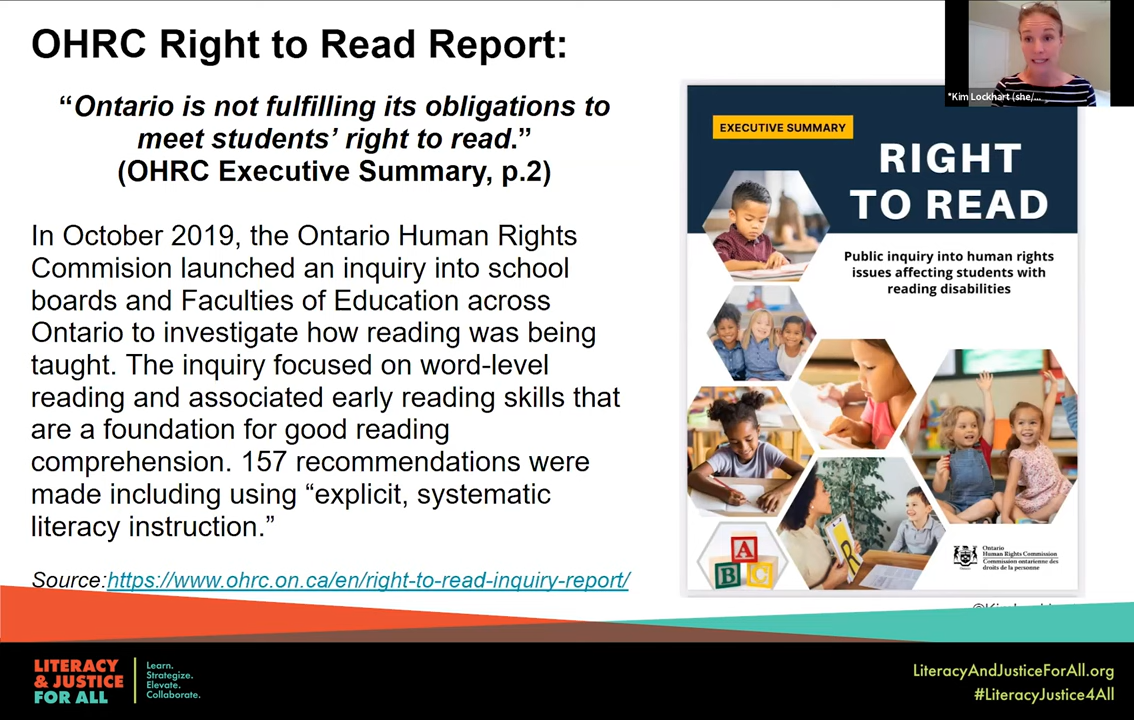 OHRC Right to Read Report:
“Ontario is not fulfilling its obligations to
meet students’ right to read.”
(OHRC Executive Summary, p.2)
In October 2019, the Ontario Human Rights
Commision launched an inquiry into school
boards and Faculties of Education across
Ontario to investigate how reading was being
taught. The inquiry focused on word-level
reading and associated early reading skills that
are a foundation for good reading
comprehension. 157 recommendations were
made including using “explicit, systematic
literacy instruction.”
Source:https://www.ohrc.on.ca/en/right-to-read-inquiry-report/
*Kim Lockhart (she/...
EXECUTIVE SUMMARY
RIGHT
TO READ
Public inquiry into human rights
issues affecting students with
reading disabilities
A
B C
R
Ontario
Human Rights Commission
Commission ontarienne des
droits de la personne
LITERACY
& JUSTICE
FOR ALL
Learn.
Strategize.
Elevate.
Collaborate.
LiteracyAndJusticeForAll.org
#LiteracyJustice4All